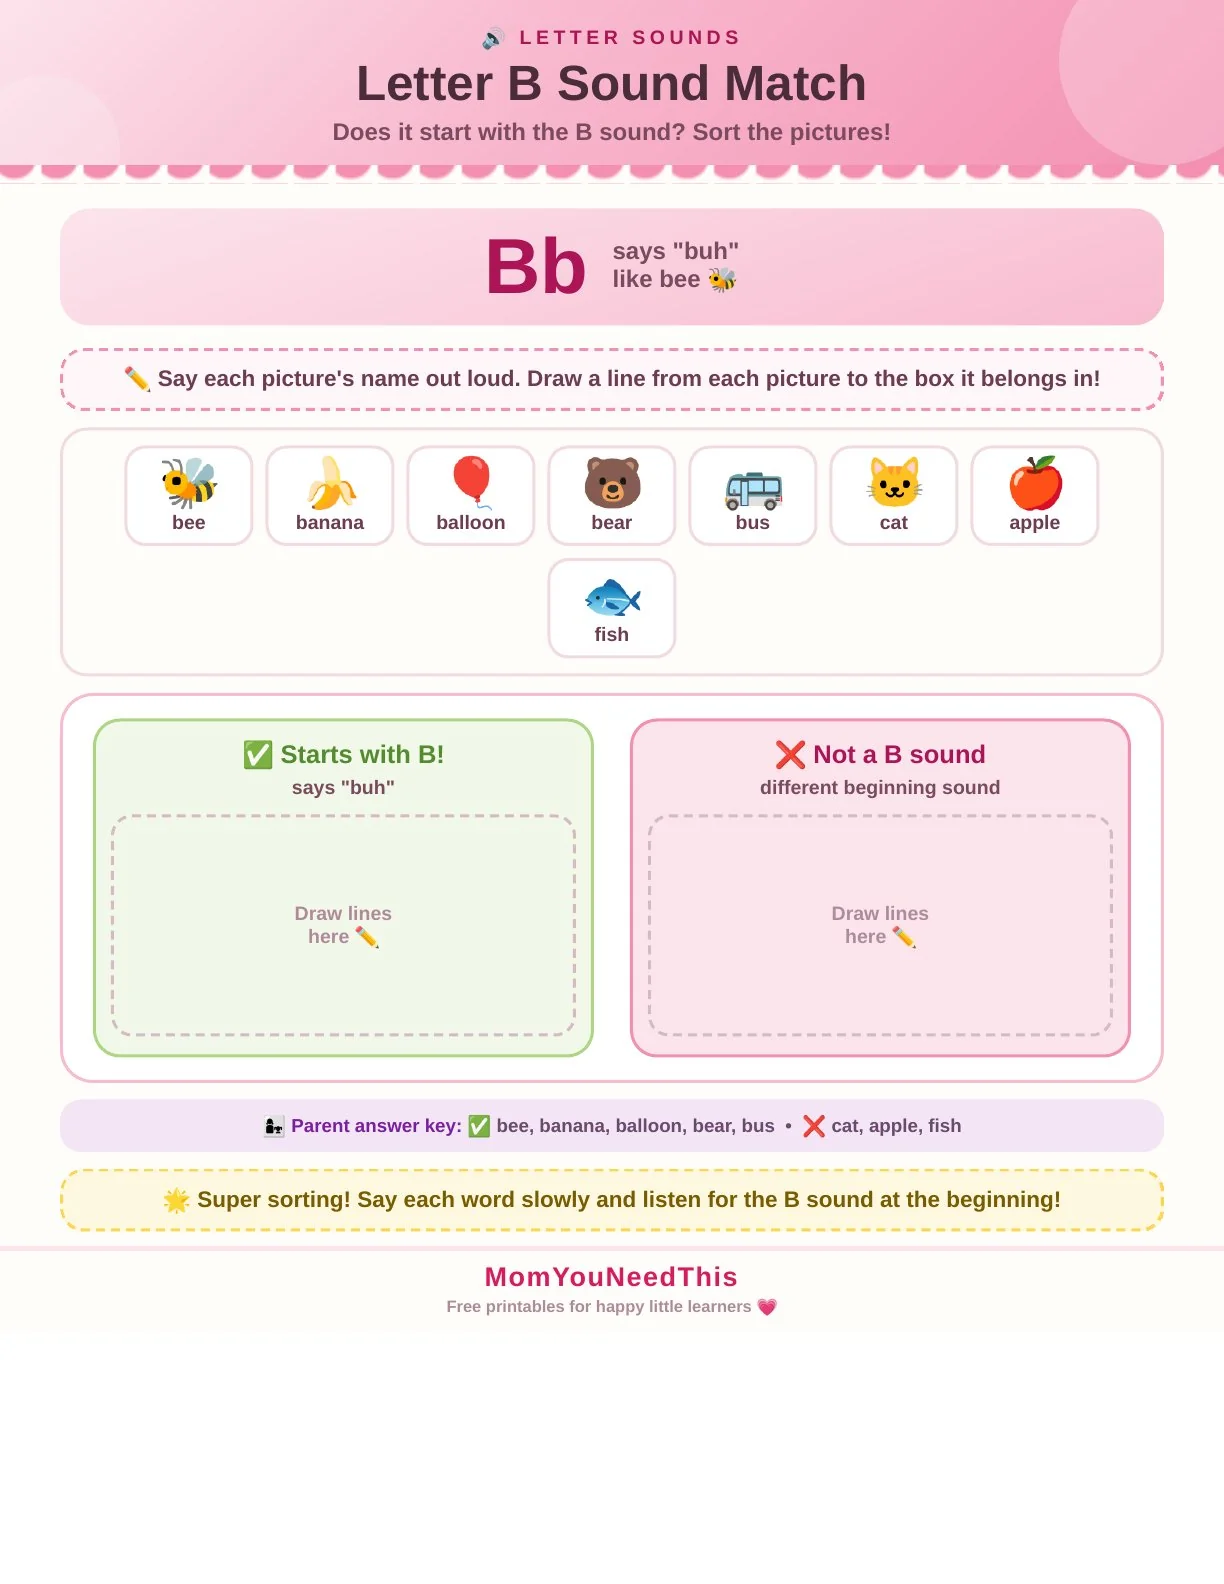 LETTER SOUNDS
Letter B Sound Match
Does it start with the B sound? Sort the pictures!
Bb
says "buh"
like bee
Say each picture's name out loud. Draw a line from each picture to the box it belongs in!
bee
banana
balloon
bear
bus
cat
apple
fish
Starts with B!
says "buh"
Draw lines
here
Not a B sound
different beginning sound
Draw lines
here
Parent answer key: ✅ bee, banana, balloon, bear, bus • ❌ cat, apple, fish
Super sorting! Say each word slowly and listen for the B sound at the beginning!
MomYouNeedThis
Free printables for happy little learners